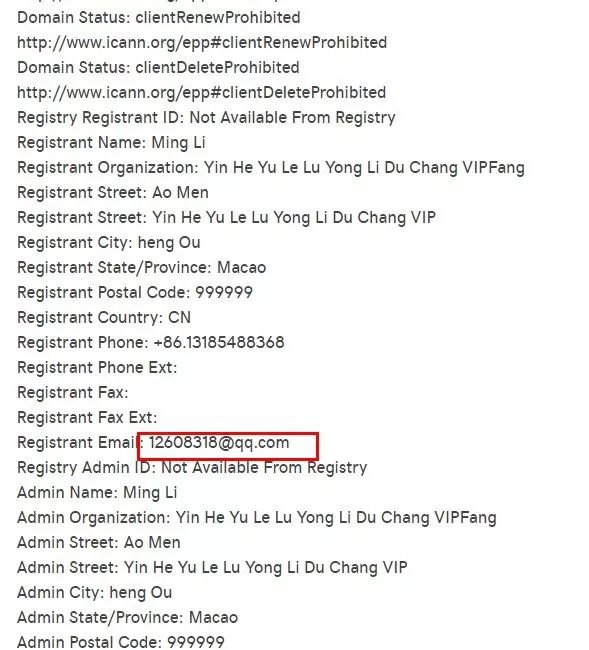 Domain Status: clientRenewProhibited
http://www.icann.org/epp#clientRenewProhibited
Domain Status: clientDeleteProhibited
http://www.icann.org/epp#clientDeleteProhibited
Registry Registrant ID: Not Available From Registry
Registrant Name: Ming Li
Registrant Organization: Yin He Yu Le Lu Yong Li Du Chang VIPFang
Registrant Street: Ao Men
Registrant Street: Yin He Yu Le Lu Yong Li Du Chang VIP
Registrant City: heng Ou
Registrant State/Province: Macao
Registrant Postal Code: 999999
Registrant Country: CN
Registrant Phone: +86.13185488368
Registrant Phone Ext:
Registrant Fax:
Registrant Fax Ext:
Registrant Email: 12608318@qq.com
Registry Admin ID: Not Available From Registry
Admin Name: Ming Li
Admin Organization: Yin He Yu Le Lu Yong Li Du Chang VIPFang
Admin Street: Ao Men
Admin Street: Yin He Yu Le Lu Yong Li Du Chang VIP
Admin City: heng Ou
Admin State/Province: Macao
Admin Postal Code: 999999